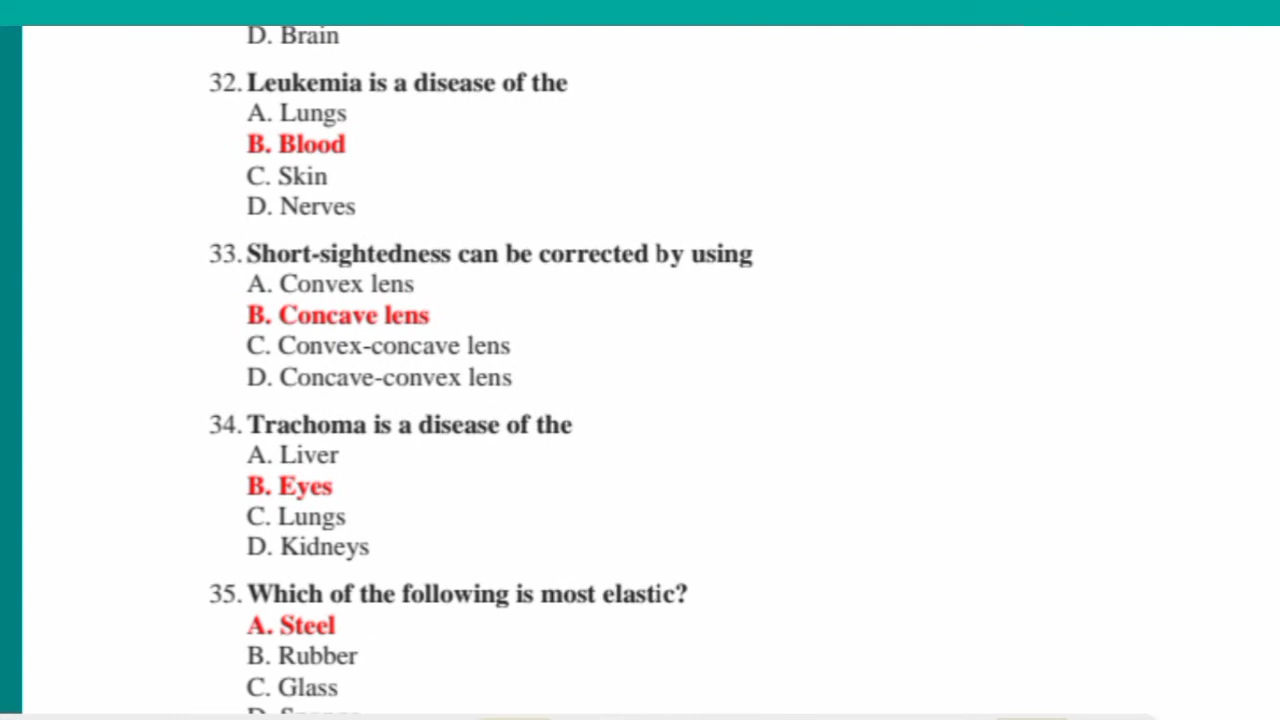 D. Brain
32. Leukemia is a disease of the
A. Lungs
B. Blood
C. Skin
D. Nerves
33. Short-sightedness can be corrected by using
A. Convex lens
B. Concave lens
C. Convex-concave lens
D. Concave-convex lens
34. Trachoma is a disease of the
A. Liver
B. Eyes
C. Lungs
D. Kidneys
35. Which of the following is most elastic?
A. Steel
B. Rubber
C. Glass